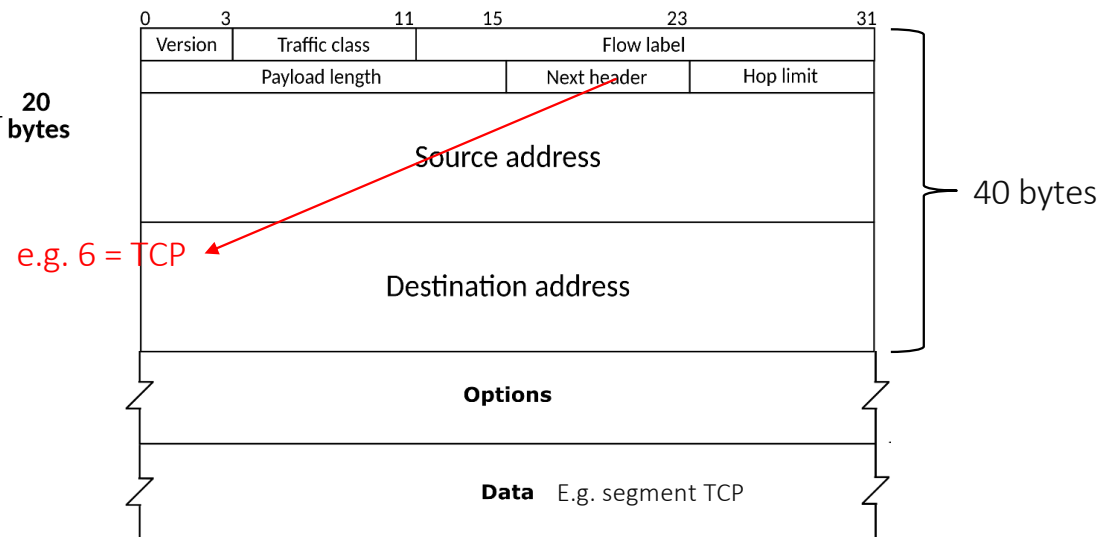 0 3 11 15 23 31
Version Traffic class Flow label
Payload length Next header Hop limit
20
bytes
Source address
40 bytes
e.g. 6 = TCP
Destination address
Options
Data E.g. segment TCP